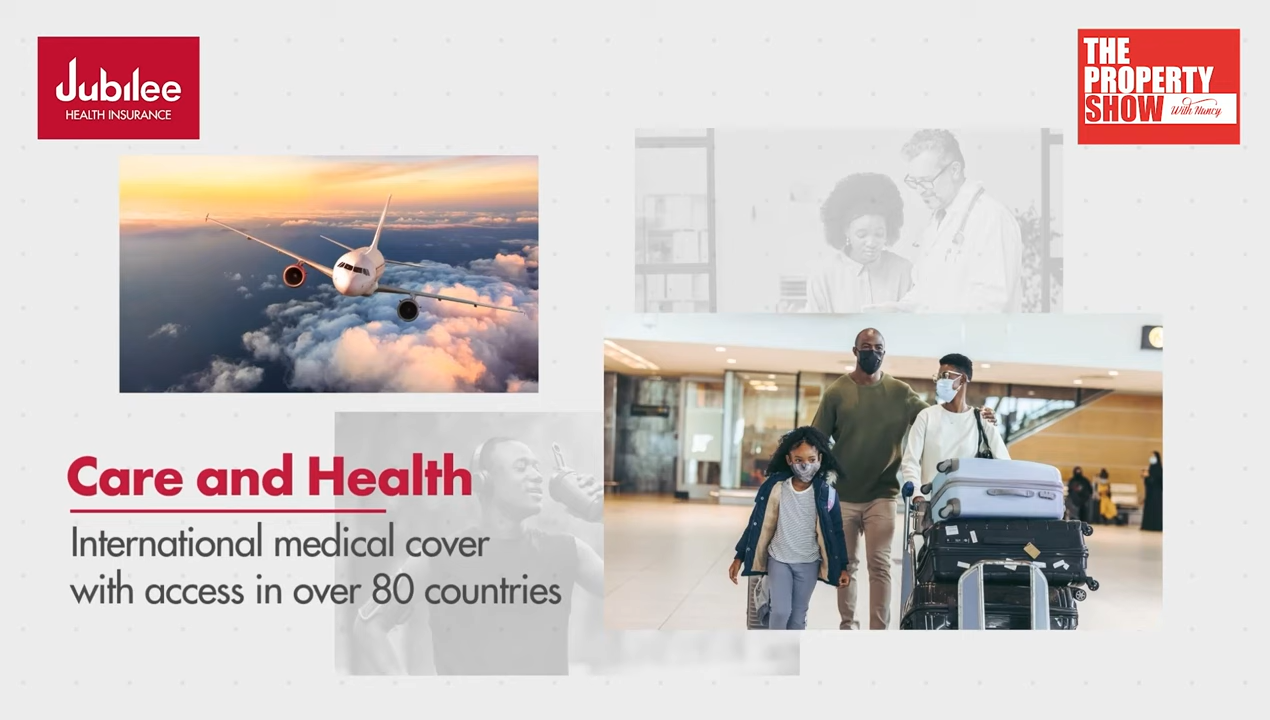 Jubilee
HEALTH INSURANCE
THE
PROPERTY
SHOW With Nancy
Care and Health
International medical cover
with access in over 80 countries